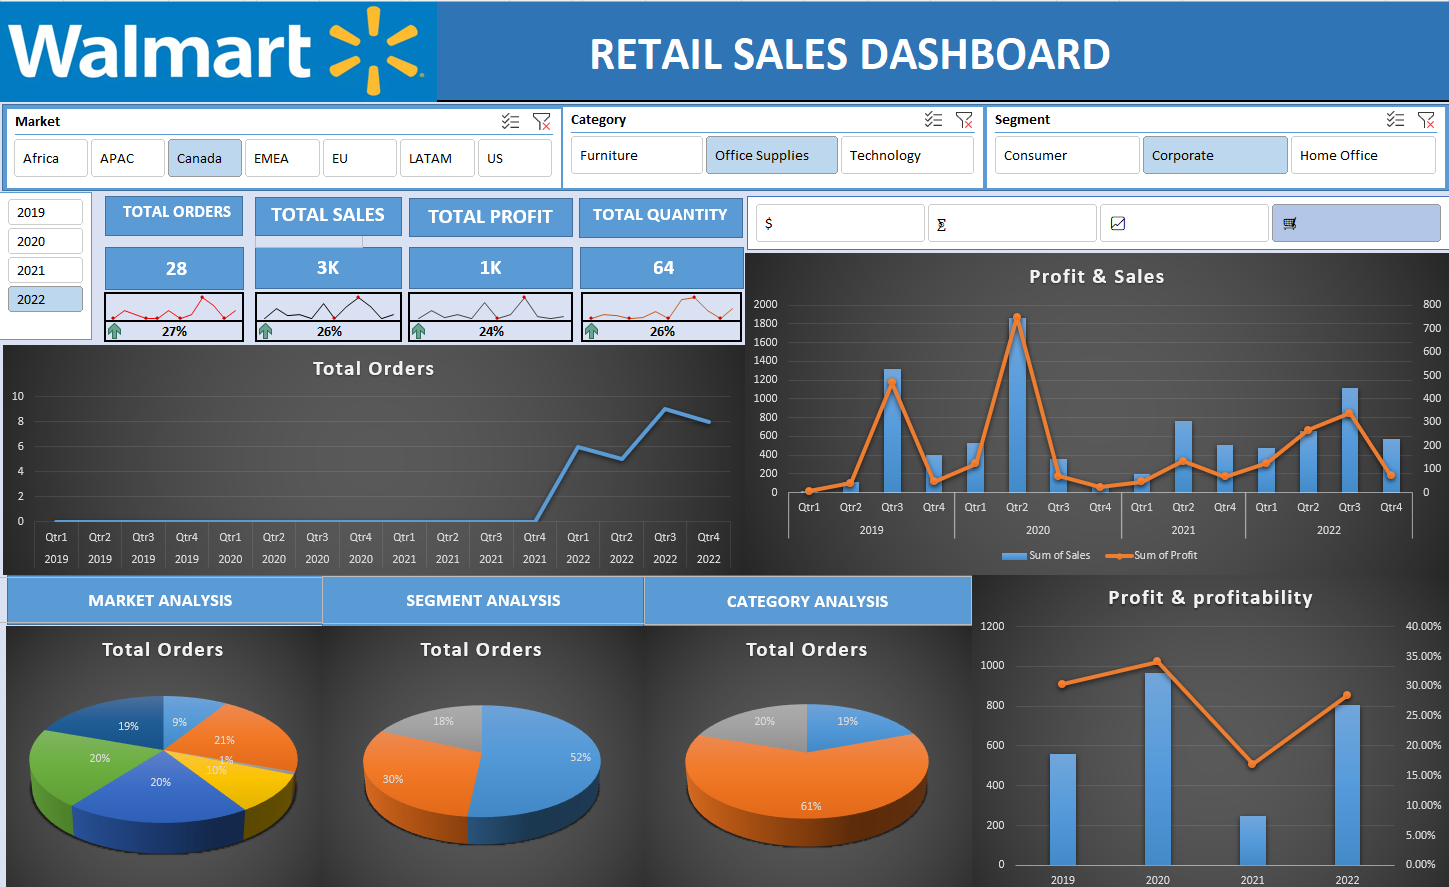 Walmart
RETAIL SALES DASHBOARD
Market
Africa APAC Canada EMEA EU LATAM US
Category
Furniture Office Supplies Technology
Segment
Consumer Corporate Home Office
2019
2020
2021
2022
TOTAL ORDERS
28
27%
TOTAL SALES
3K
26%
TOTAL PROFIT
1K
24%
TOTAL QUANTITY
64
26%
$ Σ
Total Orders
10
8
6
4
2
0
Qtr1 Qtr2 Qtr3 Qtr4 Qtr1 Qtr2 Qtr3 Qtr4 Qtr1 Qtr2 Qtr3 Qtr4 Qtr1 Qtr2 Qtr3 Qtr4
2019 2019 2019 2019 2020 2020 2020 2020 2021 2021 2021 2021 2022 2022 2022 2022
Profit & Sales
2000 800
1800 700
1600 600
1400 500
1200 400
1000 300
800 200
600 100
400 0
200
0
Qtr1 Qtr2 Qtr3 Qtr4 Qtr1 Qtr2 Qtr3 Qtr4 Qtr1 Qtr2 Qtr4 Qtr1 Qtr2 Qtr3 Qtr4
2019 2020 2021 2022
Sum of Sales Sum of Profit
MARKET ANALYSIS
Total Orders
9%
21%
1%
10%
20%
20%
19%
SEGMENT ANALYSIS
Total Orders
52%
30%
18%
CATEGORY ANALYSIS
Total Orders
19%
61%
20%
Profit & profitability
1200 40.00%
1000 35.00%
800 30.00%
600 25.00%
400 20.00%
200 15.00%
0 10.00%
5.00%
0.00%
2019 2020 2021 2022